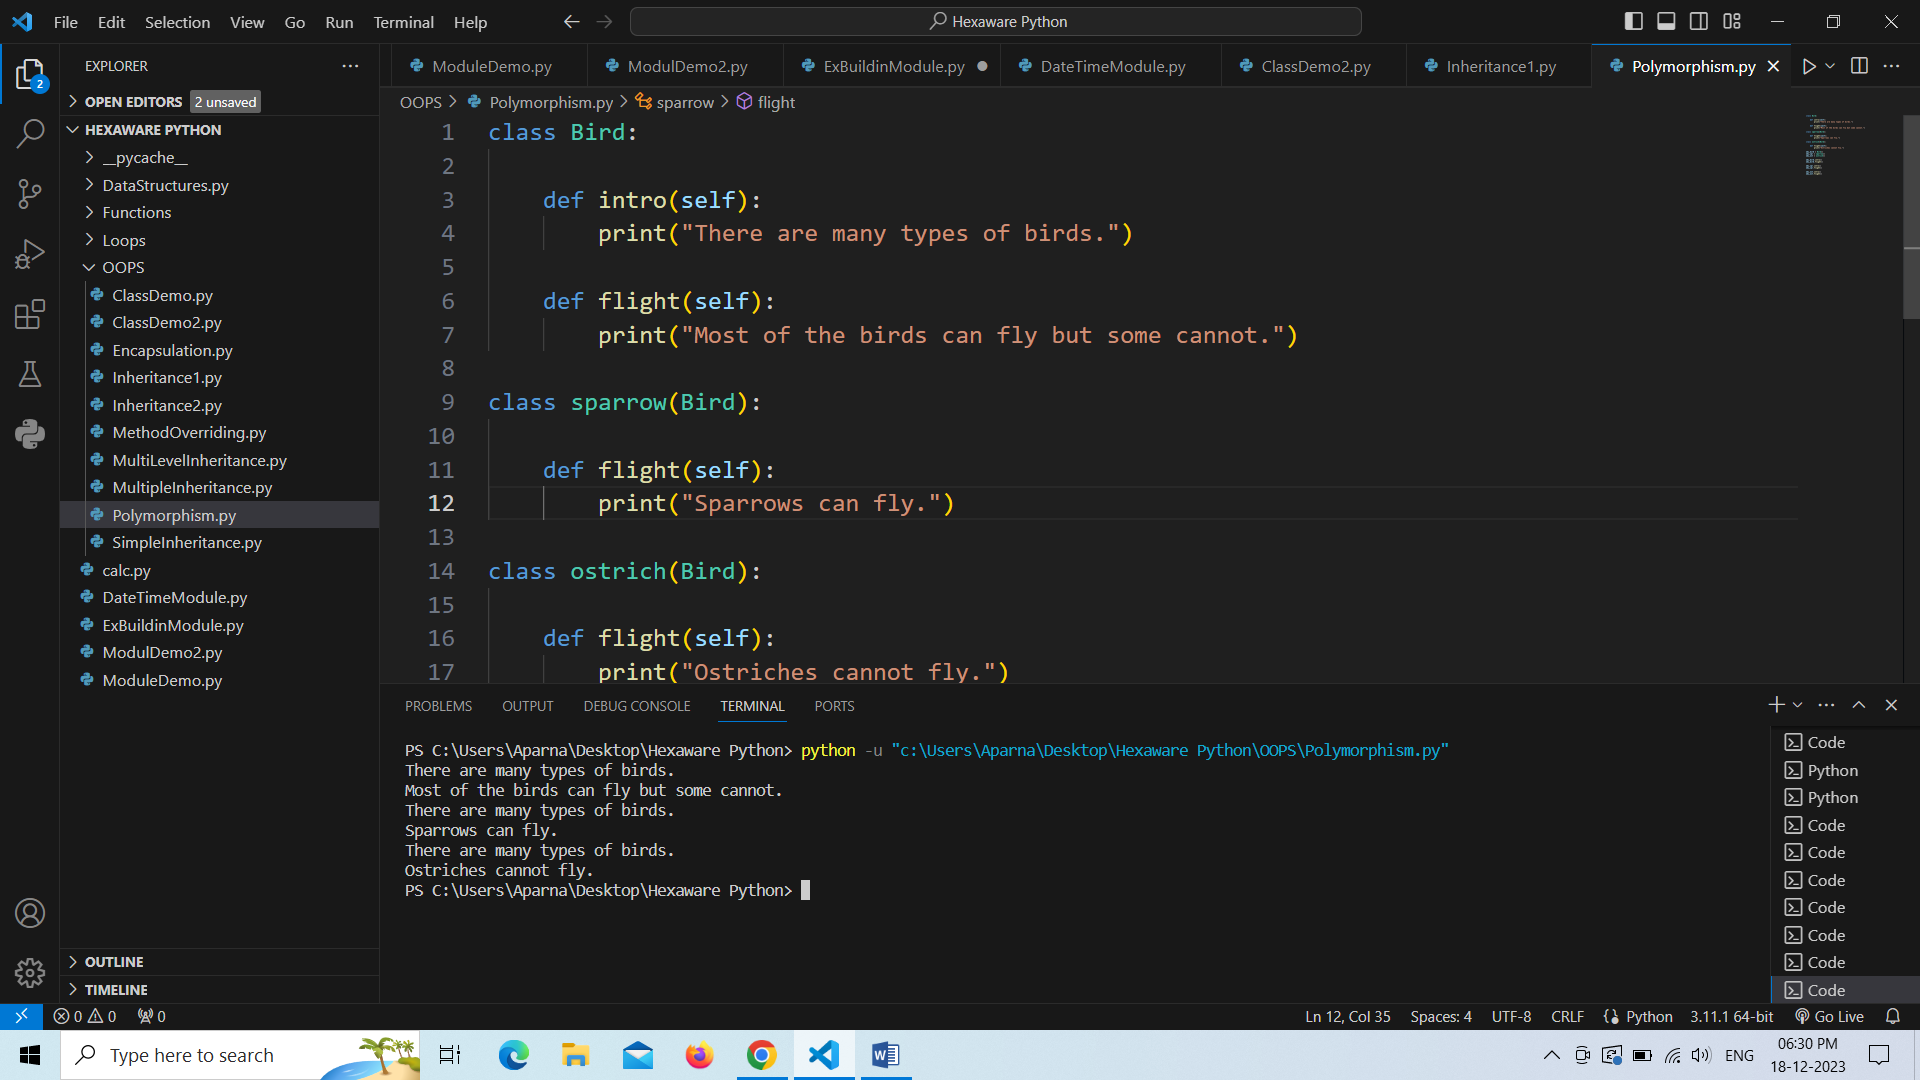 File Edit Selection View Go Run Terminal Help
Hexaware Python
EXPLORER
2
OPEN EDITORS 2 unsaved
HEXAWARE PYTHON
__pycache__
DataStructures.py
Functions
Loops
OOPS
ClassDemo.py
ClassDemo2.py
Encapsulation.py
Inheritance1.py
Inheritance2.py
MethodOverriding.py
MultiLevelInheritance.py
MultipleInheritance.py
Polymorphism.py
SimpleInheritance.py
calc.py
DateTimeModule.py
ExBuildinModule.py
ModulDemo2.py
ModuleDemo.py
OUTLINE
TIMELINE
ModuleDemo.py ModulDemo2.py ExBuildinModule.py DateTimeModule.py ClassDemo2.py Inheritance1.py Polymorphism.py
OOPS > Polymorphism.py > sparrow > flight
1 class Bird:
2
3 def intro(self):
4 print("There are many types of birds.")
5
6 def flight(self):
7 print("Most of the birds can fly but some cannot.")
8
9 class sparrow(Bird):
10
11 def flight(self):
12 print("Sparrows can fly.")
13
14 class ostrich(Bird):
15
16 def flight(self):
17 print("Ostriches cannot fly.")
PROBLEMS OUTPUT DEBUG CONSOLE TERMINAL PORTS
PS C:\Users\Aparna\Desktop\Hexaware Python> python -u "c:\Users\Aparna\Desktop\Hexaware Python\OOPS\Polymorphism.py"
There are many types of birds.
Most of the birds can fly but some cannot.
There are many types of birds.
Sparrows can fly.
There are many types of birds.
Ostriches cannot fly.
PS C:\Users\Aparna\Desktop\Hexaware Python>
Code
Python
Python
Code
Code
Code
Code
Code
Code
Code
0 0 0 Ln 12, Col 35 Spaces: 4 UTF-8 CRLF Python 3.11.1 64-bit Go Live
Type here to search
ENG
06:30 PM
18-12-2023